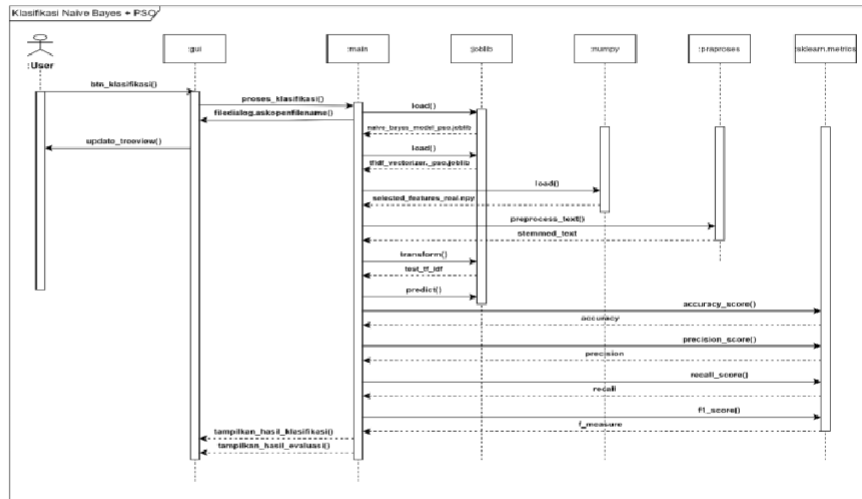 Klasifikasi Naive Bayes + PSO
:User
:gui
:main
:joblib
:numpy
:praproses
:sklearn.metrics
btn_klasifikasi()
proses_klasifikasi()
load()
filedialog.askopenfilename()
naive_bayes_model_pso.joblib
update_treeview()
load()
tfidf_vectorizer_pso.joblib
load()
selected_features_real.npy
preprocess_text()
stemmed_text
transform()
test_tf_idf
predict()
accuracy_score()
accuracy
precision_score()
precision
recall_score()
recall
f1_score()
f_measure
tampilkan_hasil_klasifikasi()
tampilkan_hasil_evaluasi()